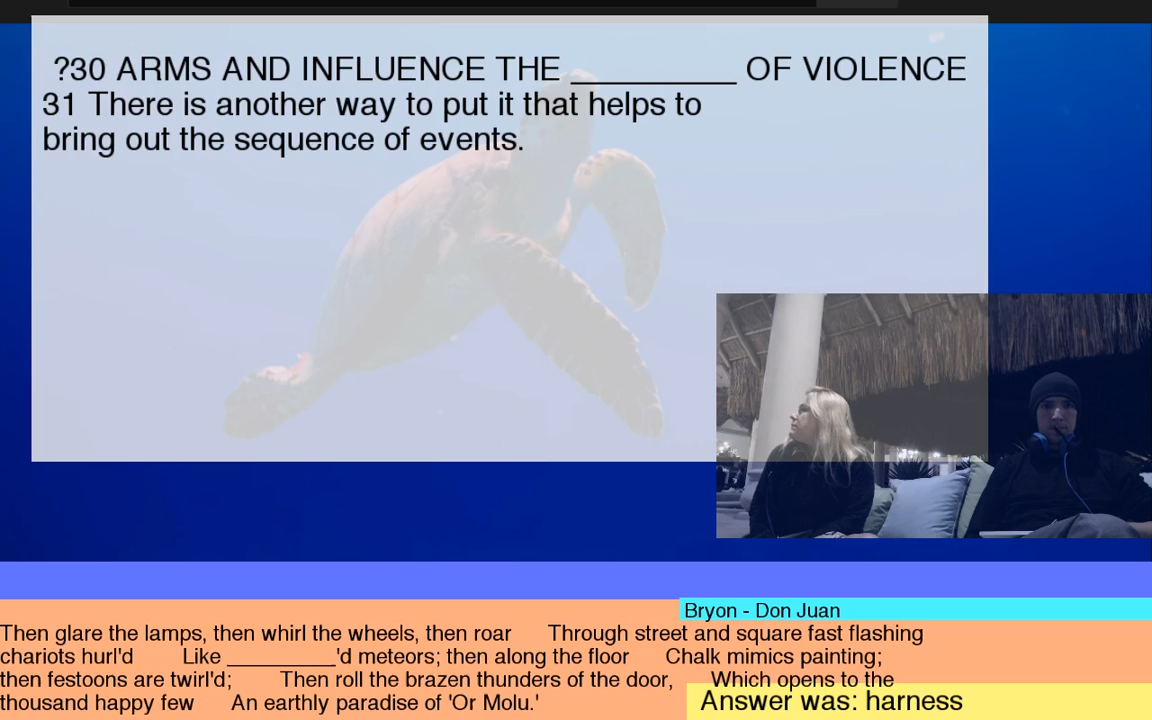 ?30 ARMS AND INFLUENCE THE __________ OF VIOLENCE
31 There is another way to put it that helps to
bring out the sequence of events.
Bryon - Don Juan
Then glare the lamps, then whirl the wheels, then roar Through street and square fast flashing
chariots hurl'd Like __________'d meteors; then along the floor Chalk mimics painting;
then festoons are twirl'd; Then roll the brazen thunders of the door, Which opens to the
thousand happy few An earthly paradise of 'Or Molu.'
Answer was: harness